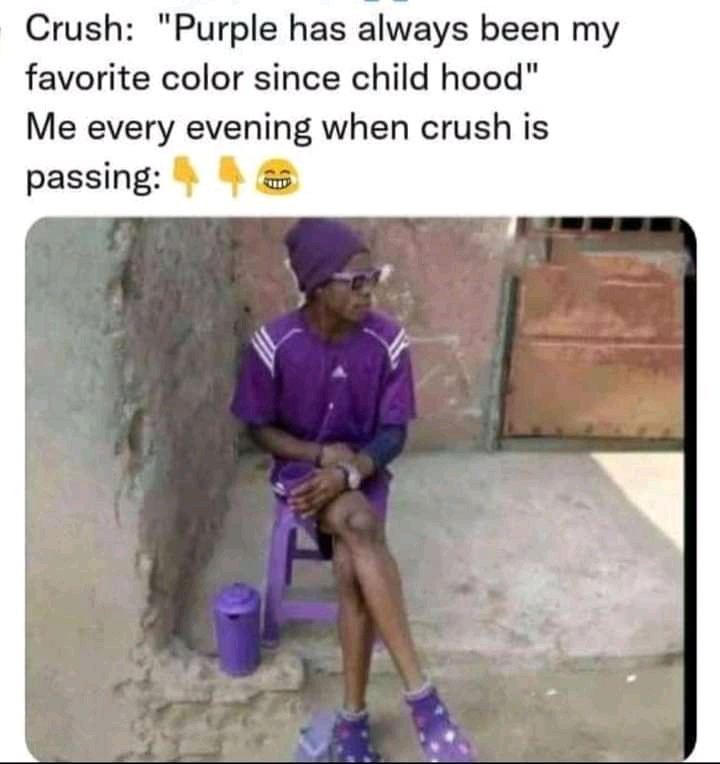 Crush:  "Purple has always been my
favorite color since child hood"
Me every evening when crush is
passing: 👇 👇 😂